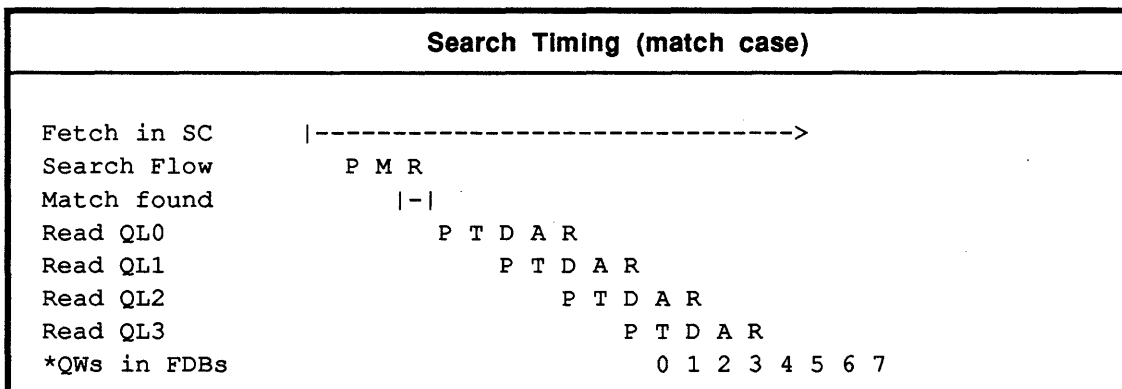 Search Timing (match case)
Fetch in SC |------------------------------->
Search Flow P M R
Match found |-|
Read QL0 P T D A R
Read QL1 P T D A R
Read QL2 P T D A R
Read QL3 P T D A R
*QWs in FDBs 0 1 2 3 4 5 6 7